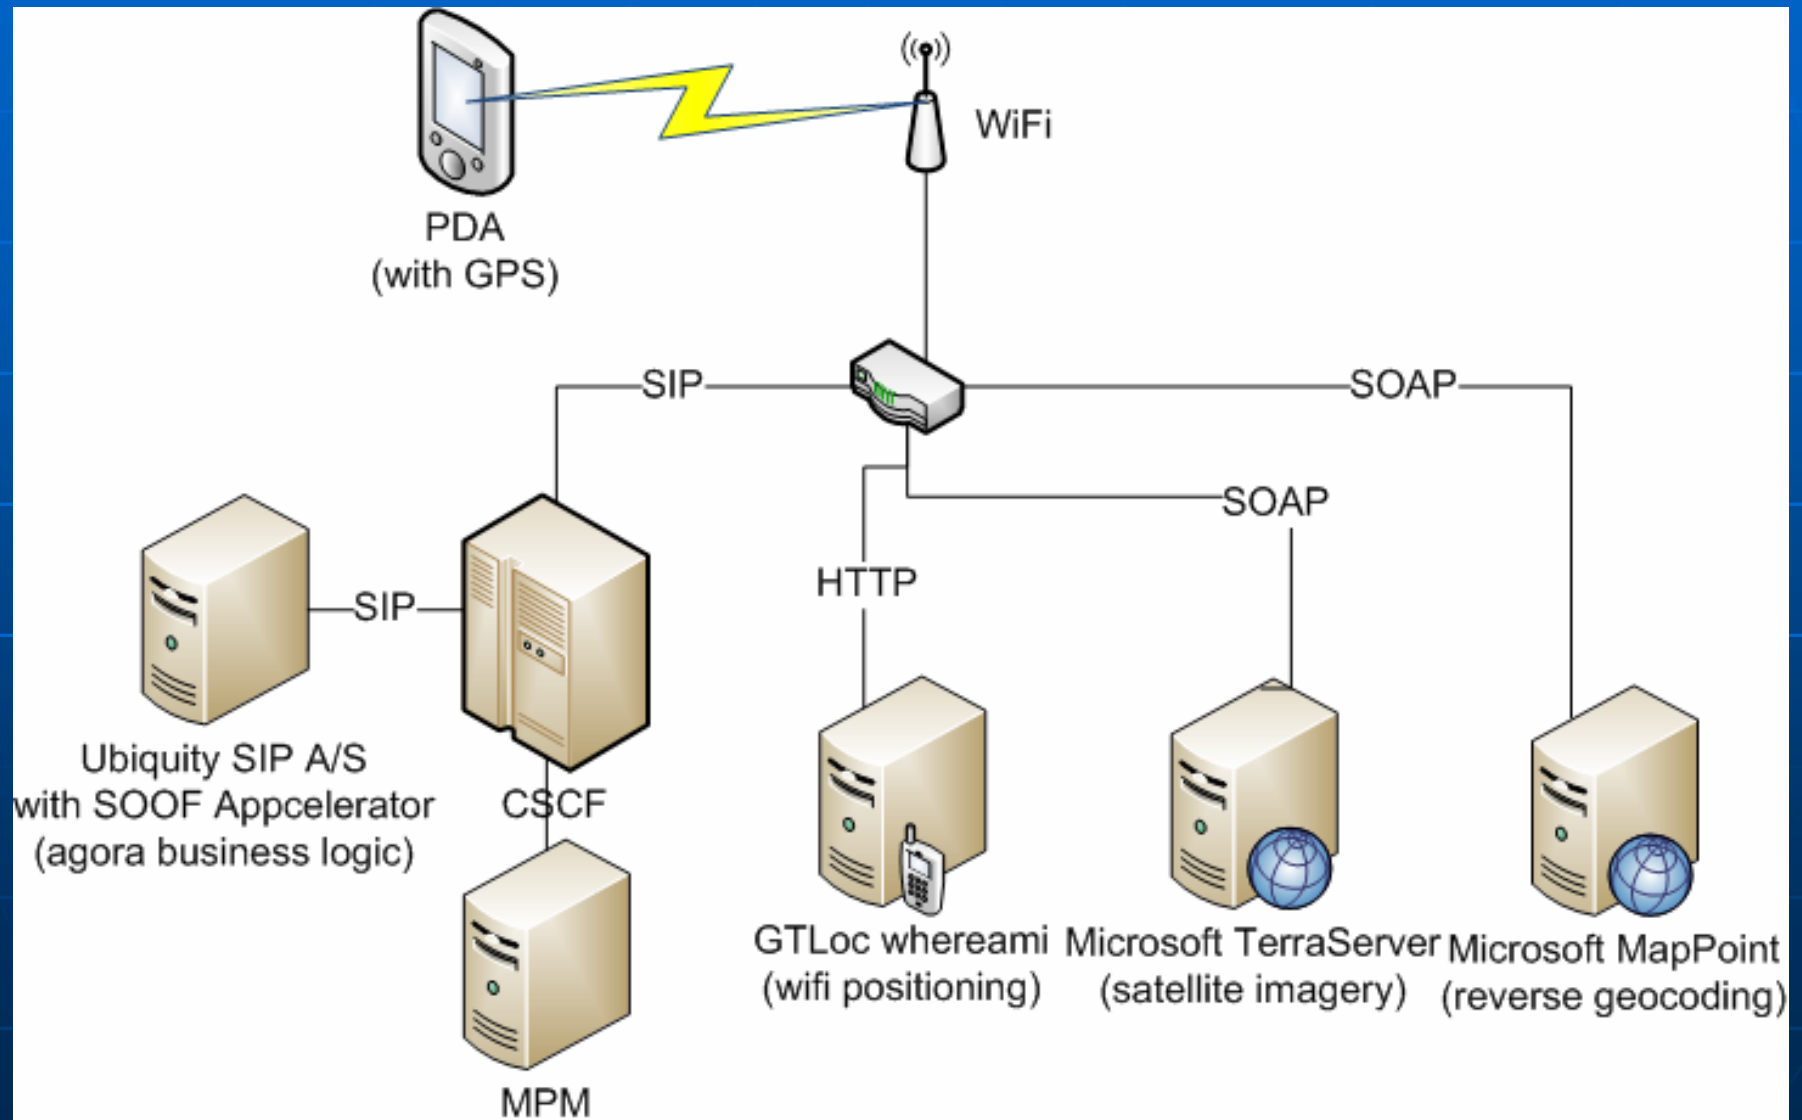 WiFi
PDA
(with GPS)
SIP
SOAP
SOAP
HTTP
SIP
Ubiquity SIP A/S
with SOOF Appcelerator
(agora business logic)
CSCF
GTLoc whereami
(wifi positioning)
Microsoft TerraServer
(satellite imagery)
Microsoft MapPoint
(reverse geocoding)
MPM